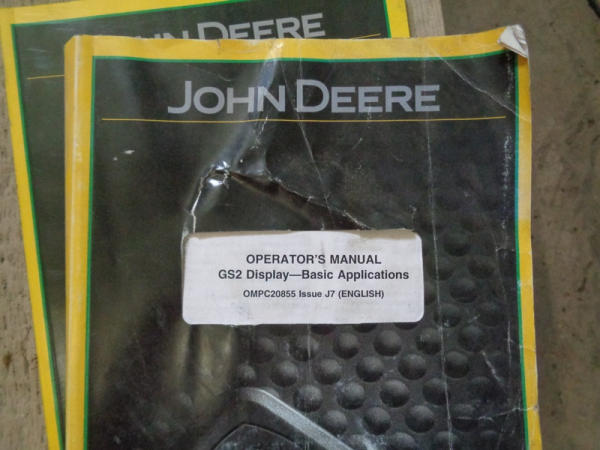 JOHN DEERE
JOHN DEERE
OPERATOR'S MANUAL
GS2 Display—Basic Applications
OMPC20855 Issue J7 (ENGLISH)